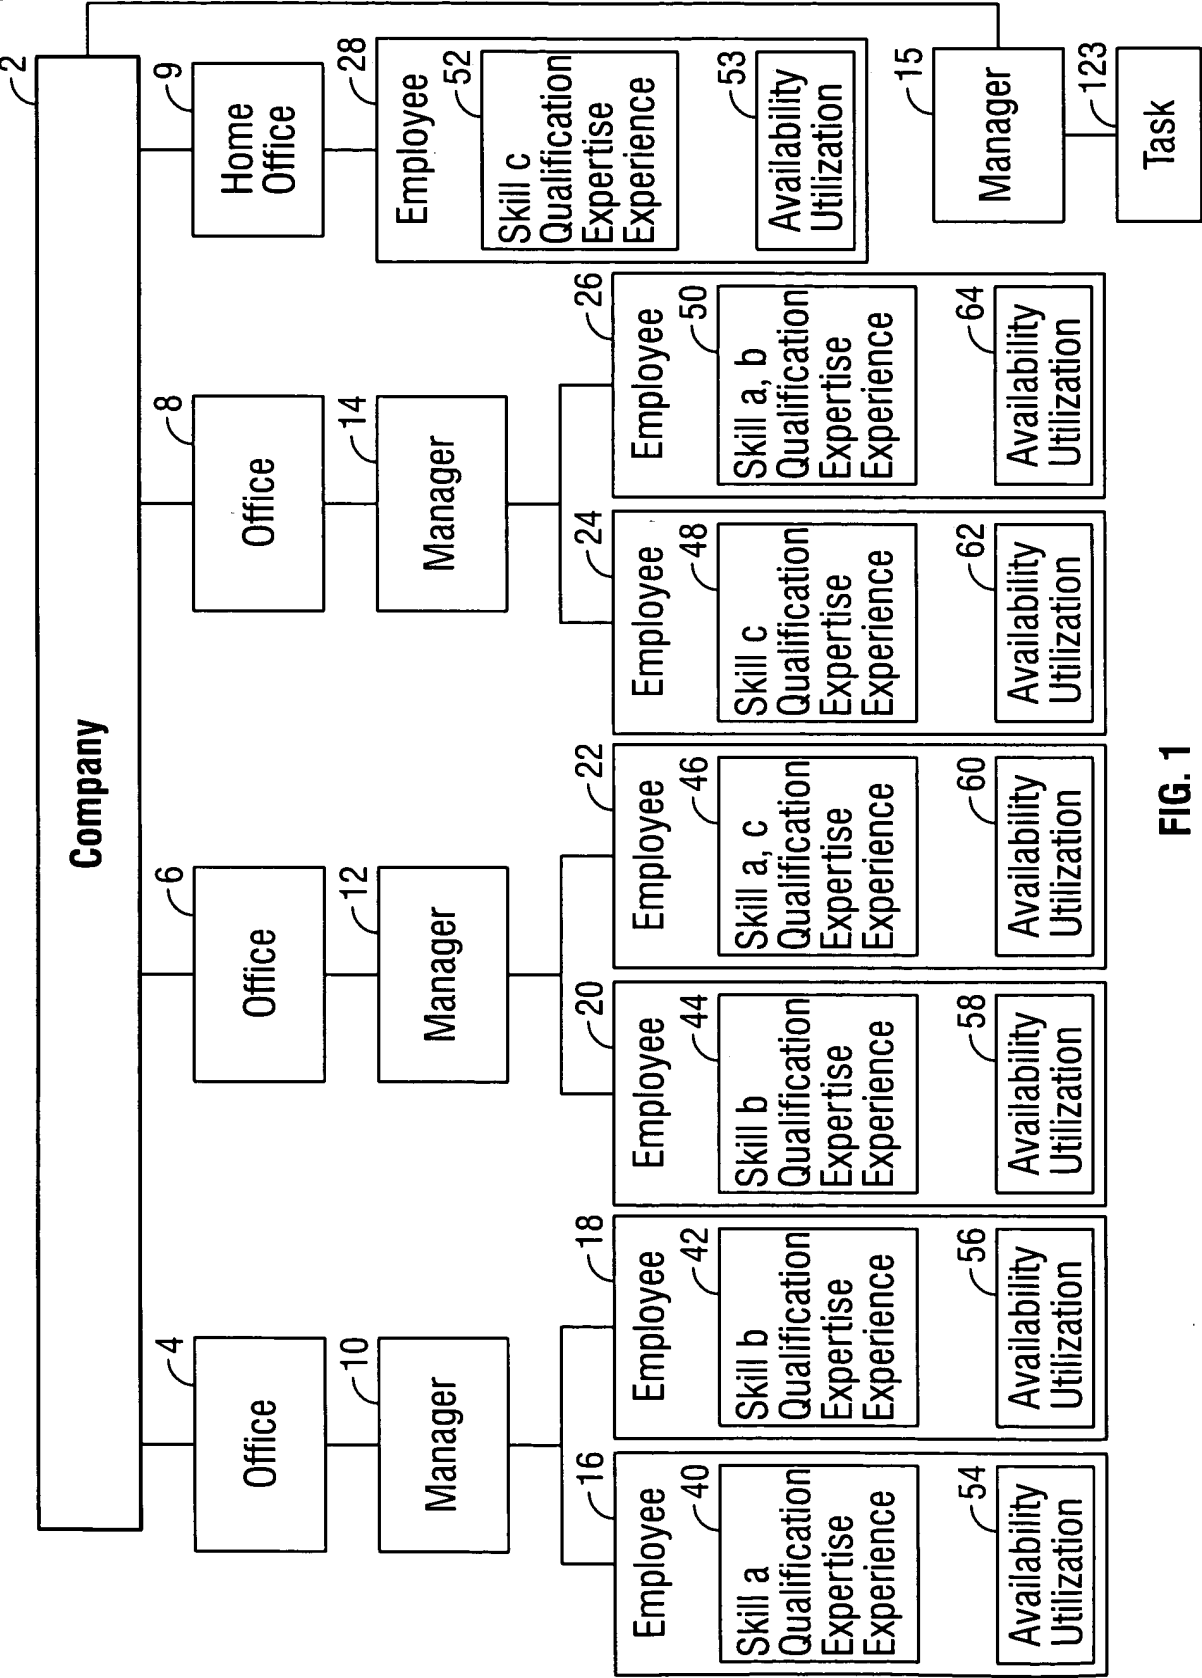 2
Company
4
Office
6
Office
8
Office
9
Home
Office
10
Manager
12
Manager
14
Manager
28
Employee
52
Skill c
Qualification
Expertise
Experience
53
Availability
Utilization
16
Employee
40
Skill a
Qualification
Expertise
Experience
54
Availability
Utilization
18
Employee
42
Skill b
Qualification
Expertise
Experience
56
Availability
Utilization
20
Employee
44
Skill b
Qualification
Expertise
Experience
58
Availability
Utilization
22
Employee
46
Skill a, c
Qualification
Expertise
Experience
60
Availability
Utilization
24
Employee
48
Skill c
Qualification
Expertise
Experience
62
Availability
Utilization
26
Employee
50
Skill a, b
Qualification
Expertise
Experience
64
Availability
Utilization
15
Manager
123
Task
FIG. 1